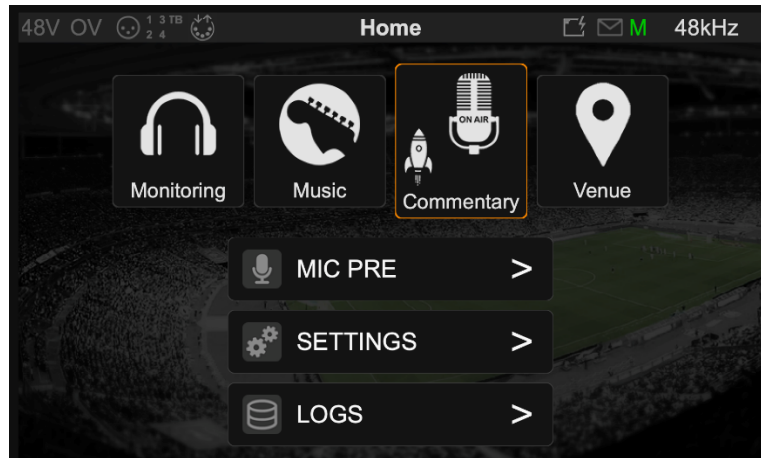 48V OV 1 3 TB Home M 48kHz
2 4
ON AIR
Monitoring Music Commentary Venue
MIC PRE >
SETTINGS >
LOGS >